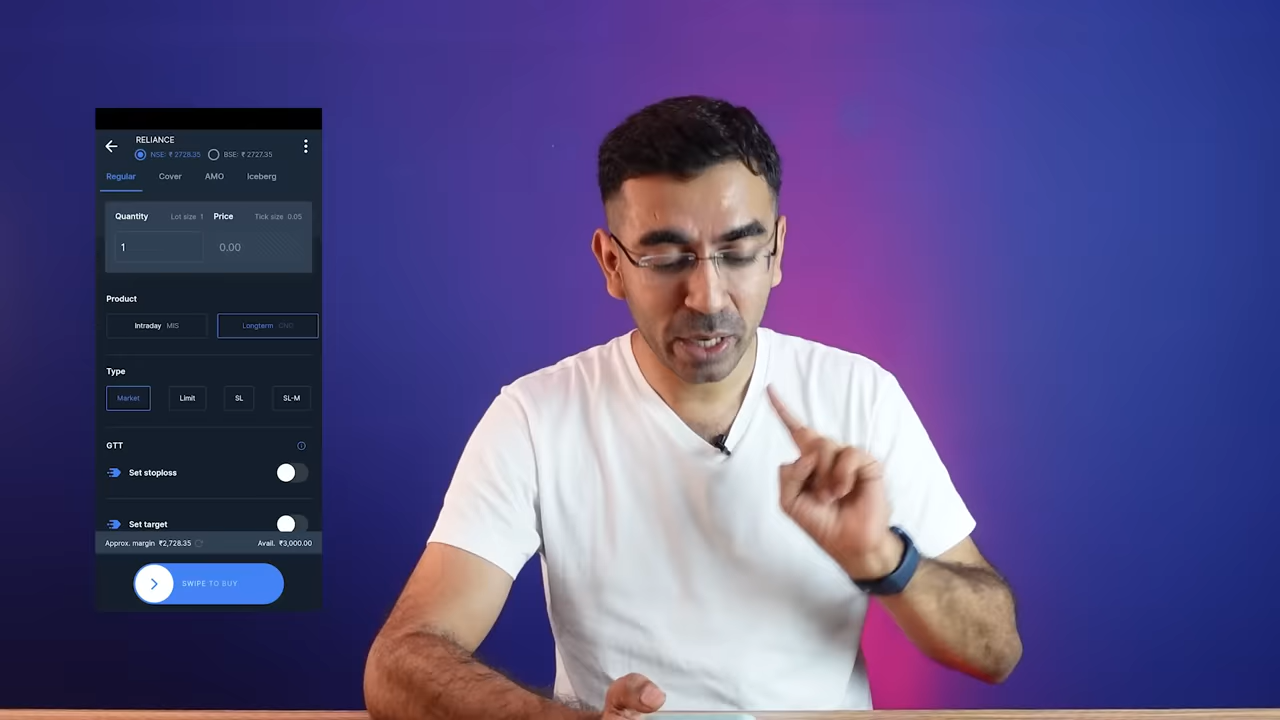 RELIANCE
NSE: ₹ 2728.35 BSE: ₹ 2727.35
Regular Cover AMO Iceberg
Quantity Lot size 1 Price Tick size 0.05
1 0.00
Product
Intraday MIS Longterm CNC
Type
Market Limit SL SL-M
GTT
Set stoploss
Set target
Approx. margin ₹2,728.35 Avail. ₹3,000.00
SWIPE TO BUY